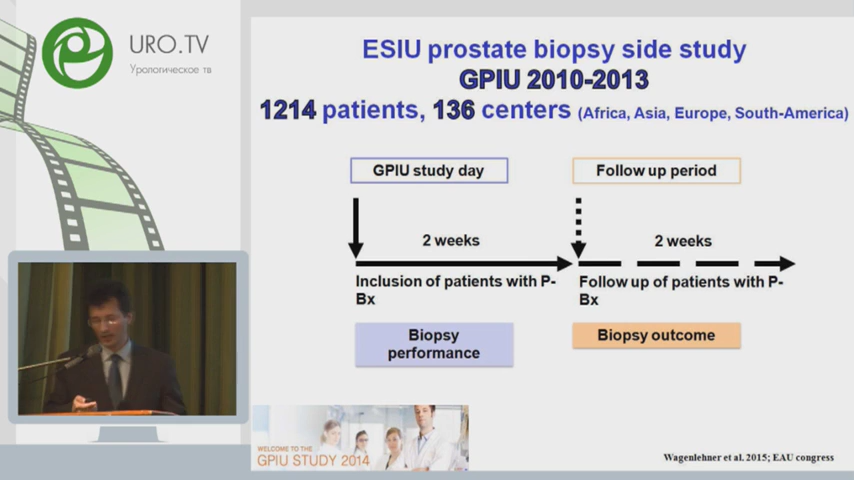 URO.TV
Урологическое тв
ESIU prostate biopsy side study
GPIU 2010-2013
1214 patients, 136 centers (Africa, Asia, Europe, South-America)
GPIU study day
Follow up period
2 weeks
2 weeks
Inclusion of patients with P-
Bx
Follow up of patients with P-
Bx
Biopsy
performance
Biopsy outcome
WELCOME TO THE
GPIU STUDY 2014
Wagenlehner et al. 2015; EAU congress